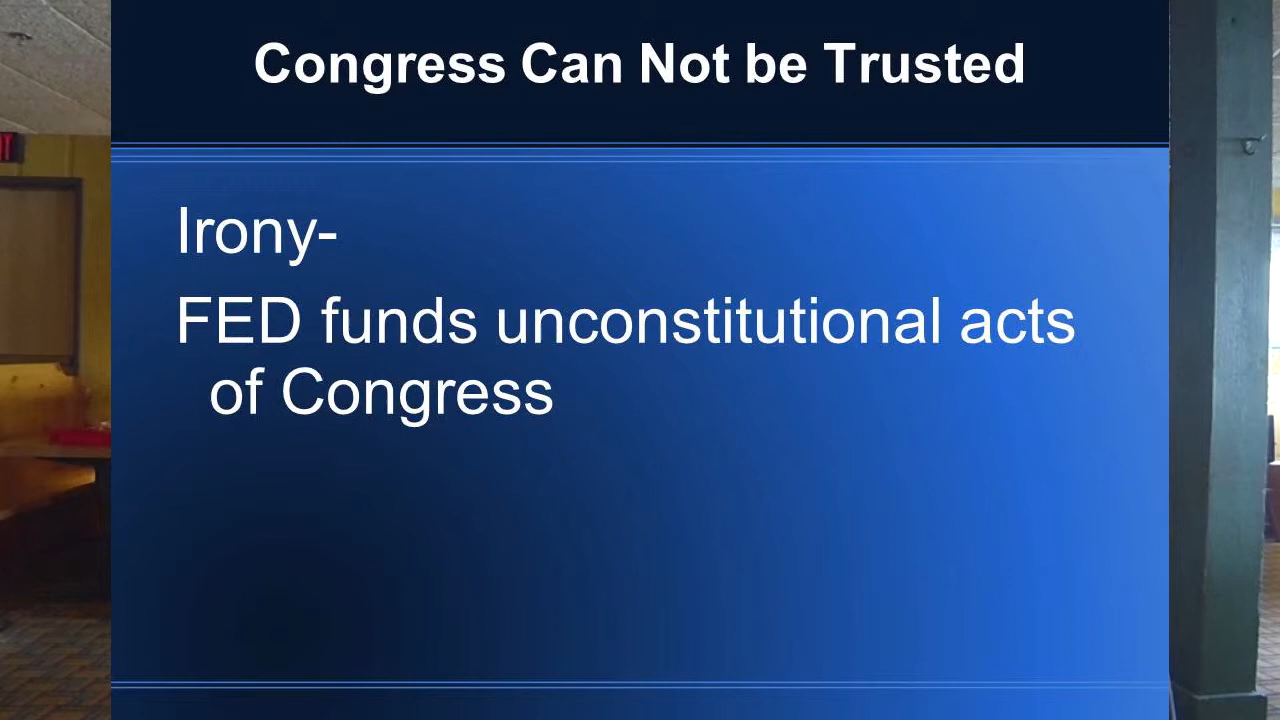 Congress Can Not be Trusted
Irony-
FED funds unconstitutional acts
of Congress